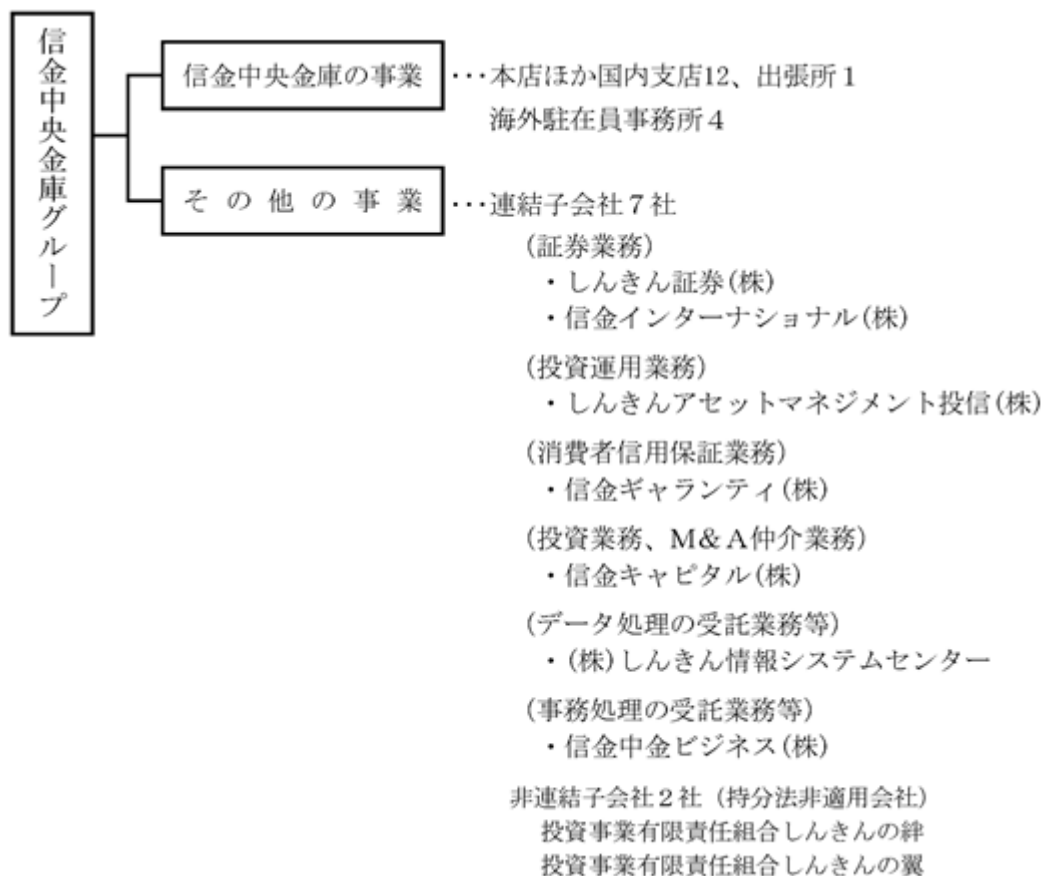 信金中央金庫グループ
信金中央金庫の事業 ･･･本店ほか国内支店12、出張所１
海外駐在員事務所４
その他の事業 ･･･連結子会社７社
(証券業務)
・しんきん証券(株)
・信金インターナショナル(株)
(投資運用業務)
・しんきんアセットマネジメント投信(株)
(消費者信用保証業務)
・信金ギャランティ(株)
(投資業務、Ｍ＆Ａ仲介業務)
・信金キャピタル(株)
(データ処理の受託業務等)
・(株)しんきん情報システムセンター
(事務処理の受託業務等)
・信金中金ビジネス(株)
非連結子会社２社（持分法非適用会社）
投資事業有限責任組合しんきんの絆
投資事業有限責任組合しんきんの翼